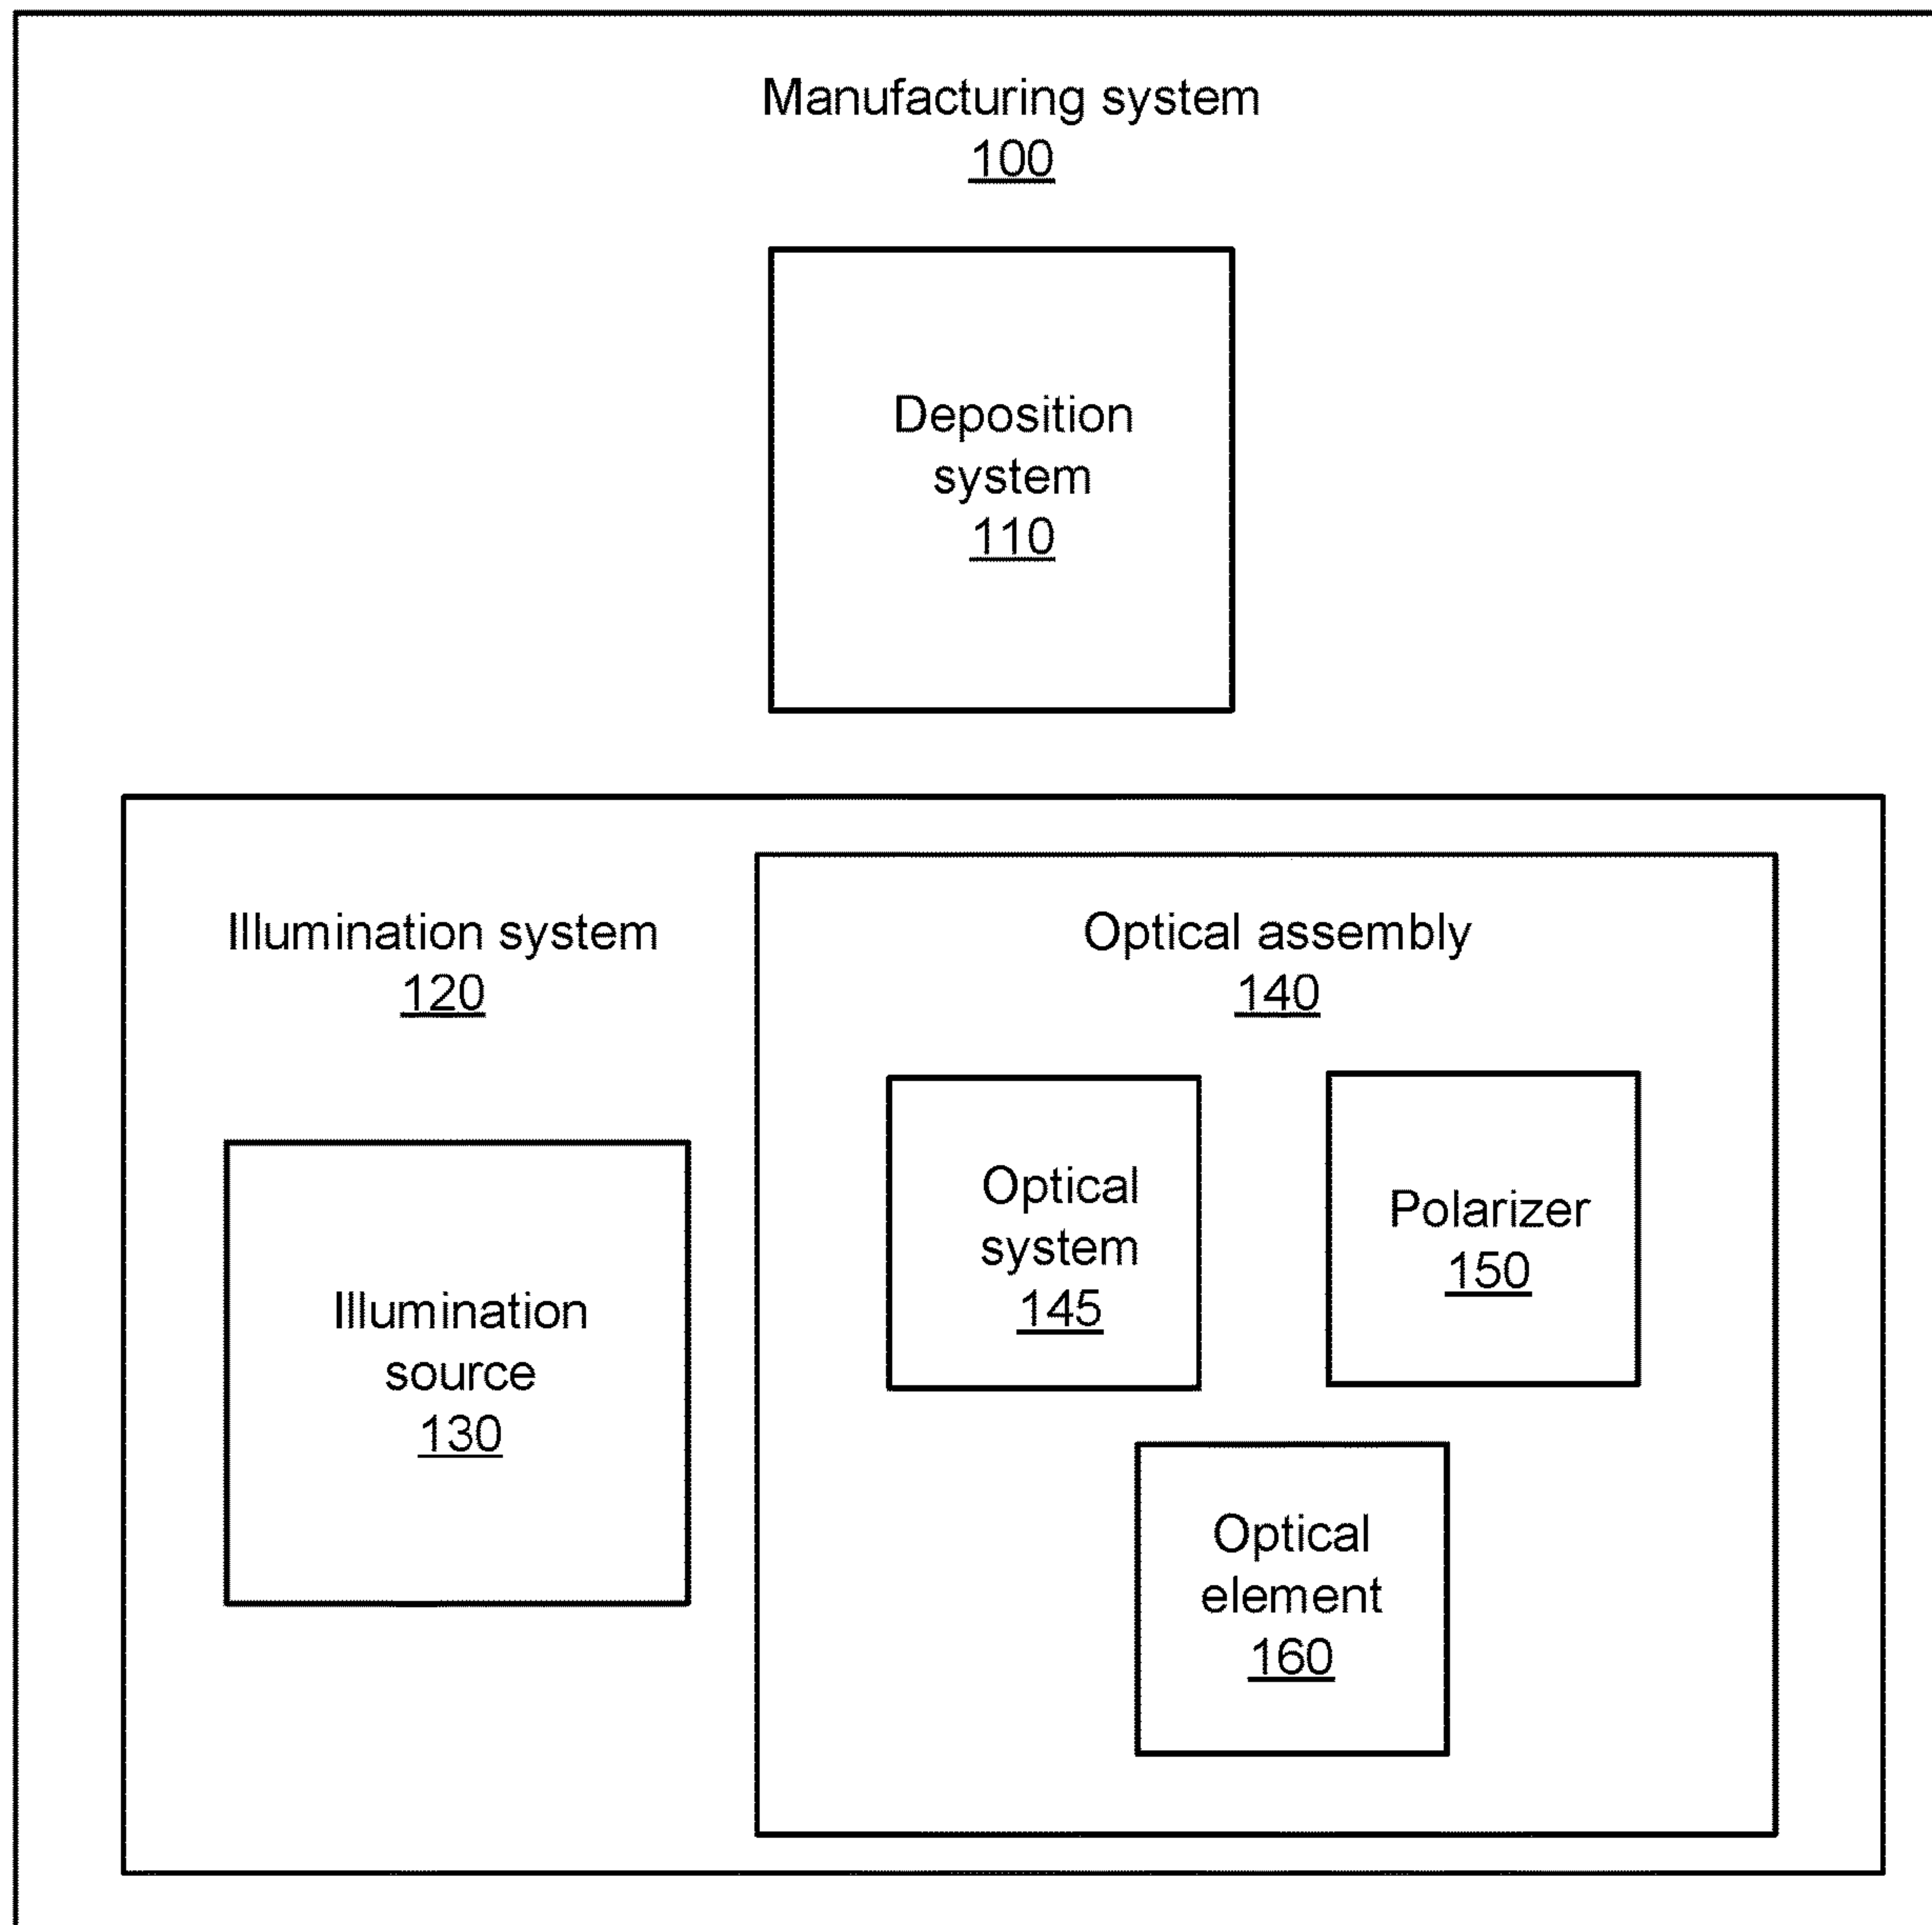 Manufacturing system
100
Deposition
system
110
Illumination system
120
Illumination
source
130
Optical assembly
140
Optical
system
145
Polarizer
150
Optical
element
160